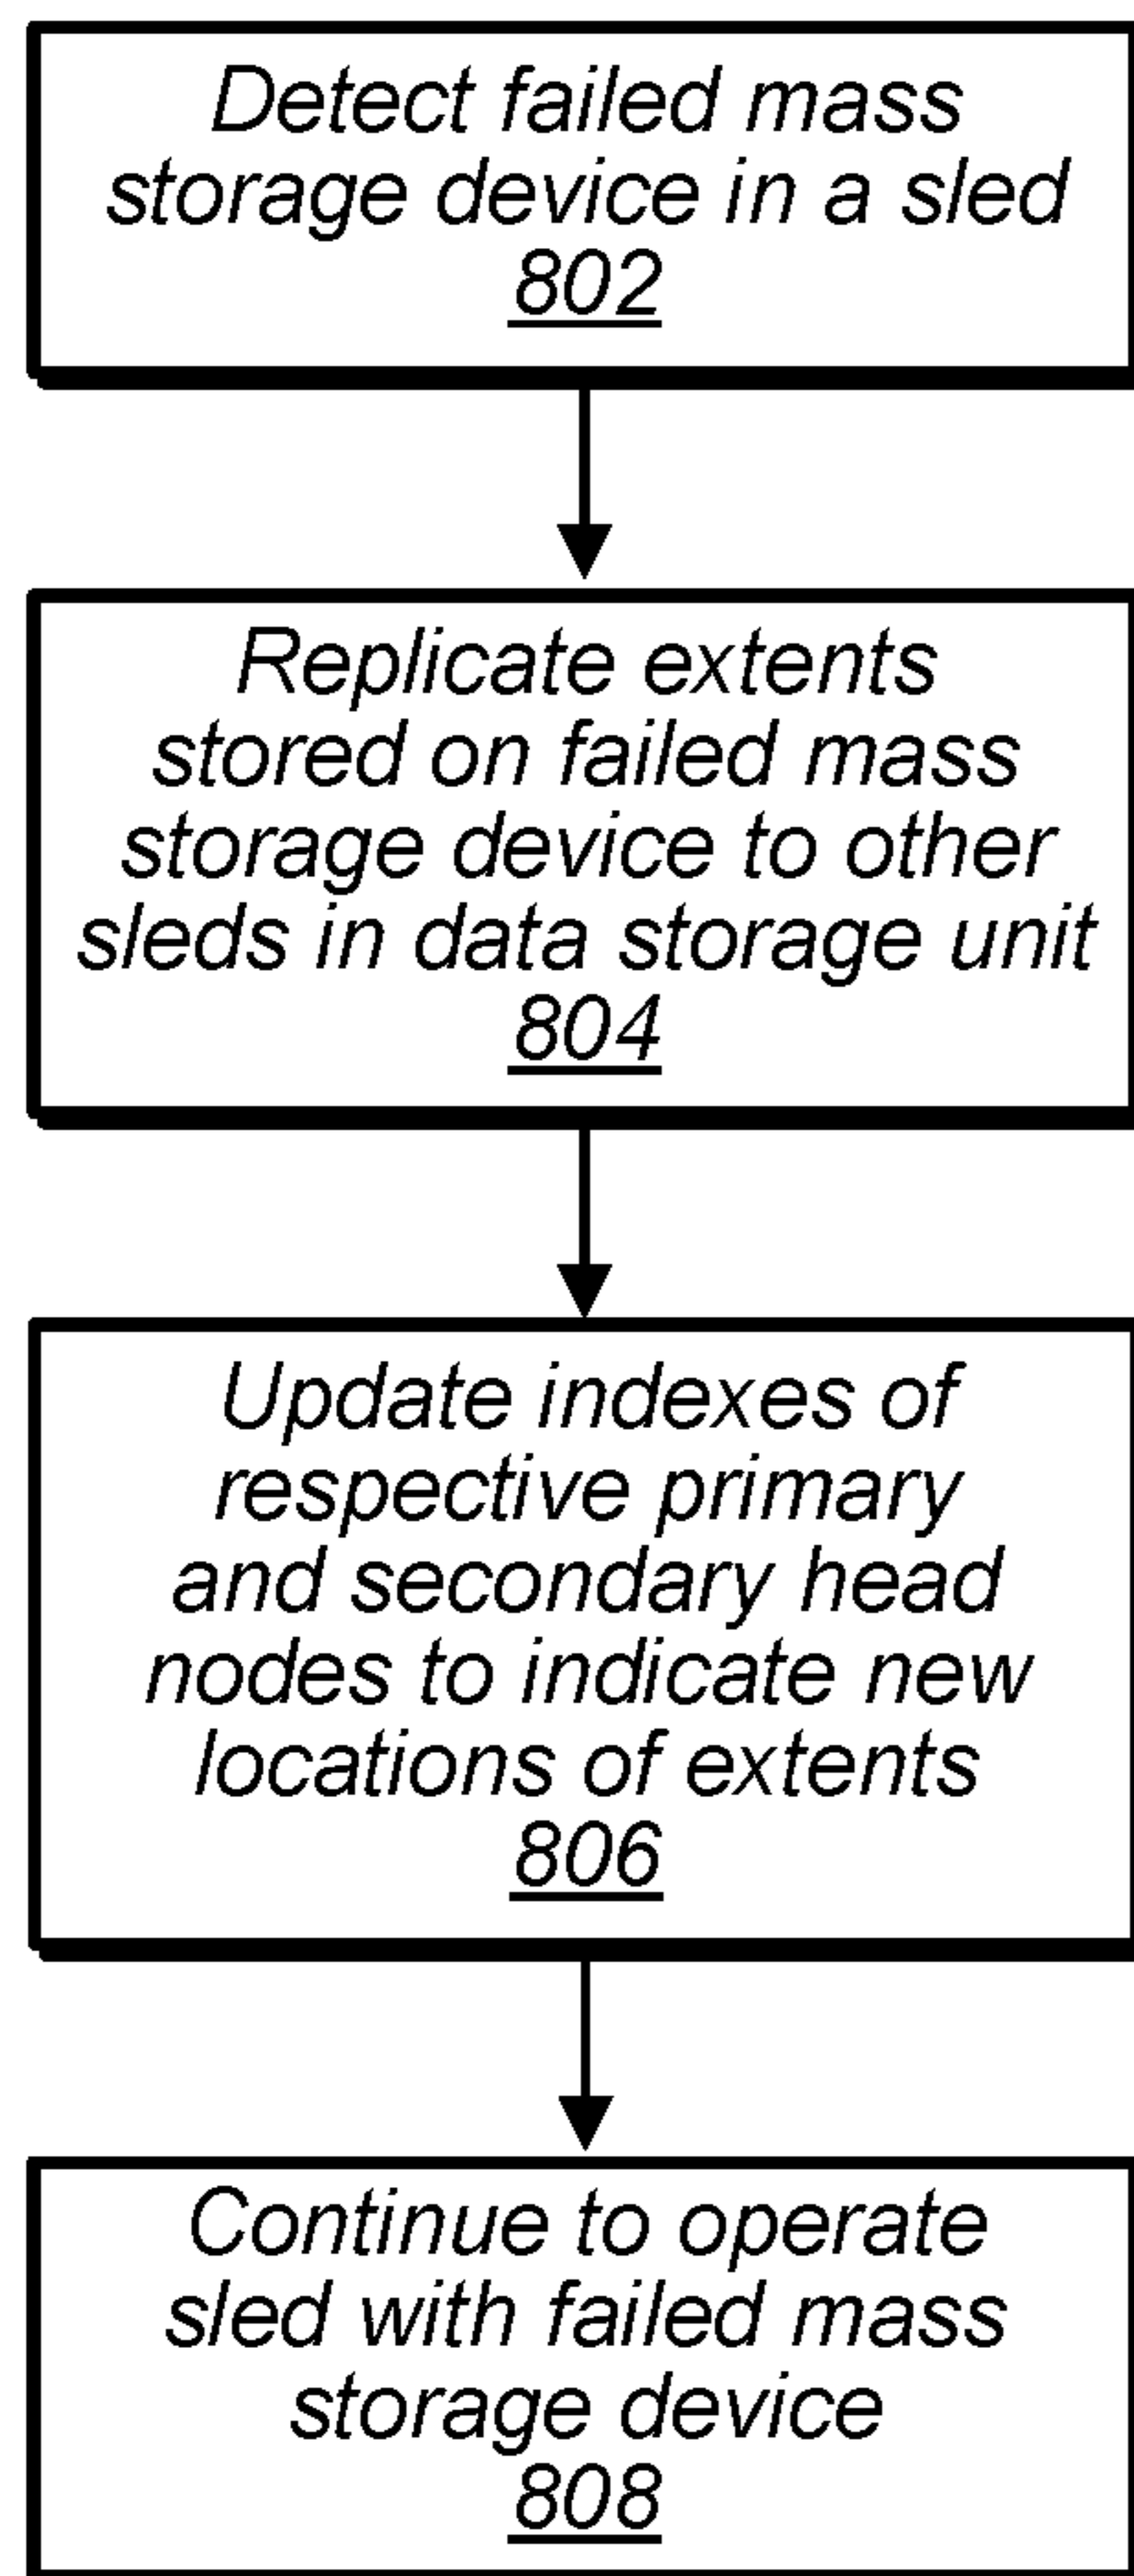 Detect failed mass
storage device in a sled
802
Replicate extents
stored on failed mass
storage device to other
sleds in data storage unit
804
Update indexes of
respective primary
and secondary head
nodes to indicate new
locations of extents
806
Continue to operate
sled with failed mass
storage device
808